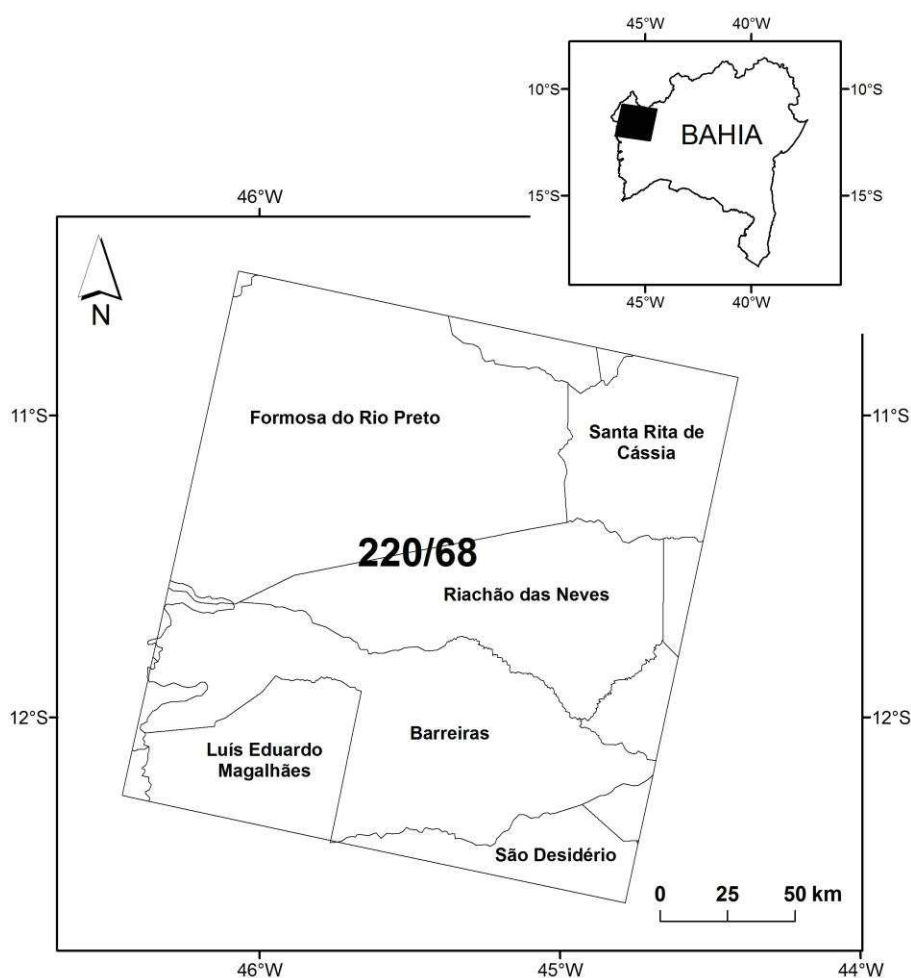 45°W
40°W
10°S
10°S
BAHIA
15°S
15°S
45°W
40°W
46°W
N
11°S
11°S
Formosa do Rio Preto
Santa Rita de
Cássia
220/68
Riachão das Neves
12°S
12°S
Barreiras
Luís Eduardo
Magalhães
São Desidério
0 25 50 km
46°W
45°W
44°W